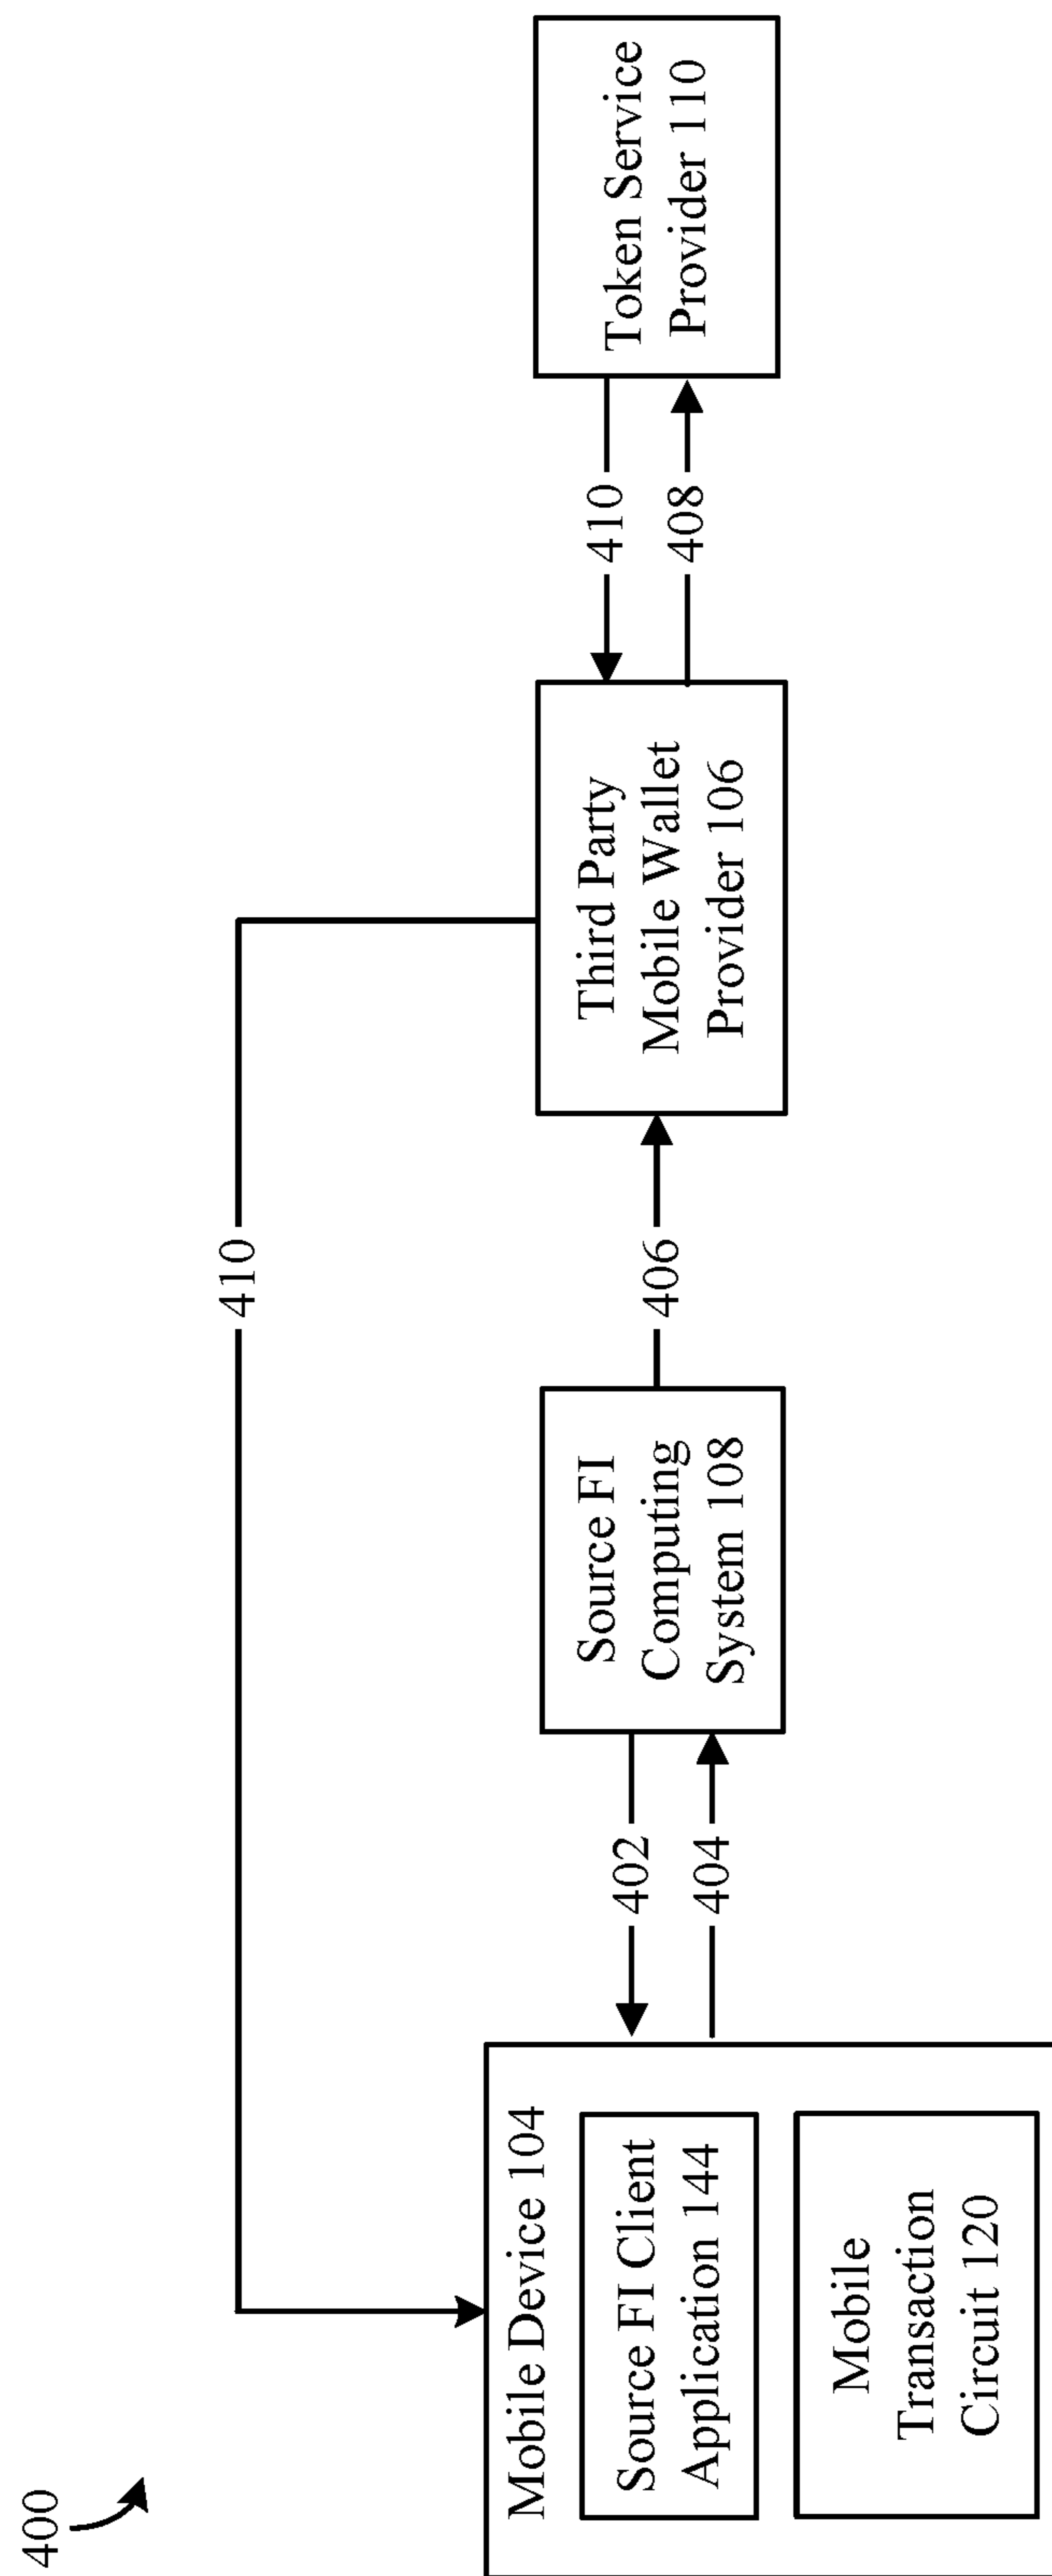 400
410
Mobile Device 104
Source FI Client
Application 144
Mobile
Transaction
Circuit 120
402
404
Source FI
Computing
System 108
406
Third Party
Mobile Wallet
Provider 106
410
408
Token Service
Provider 110